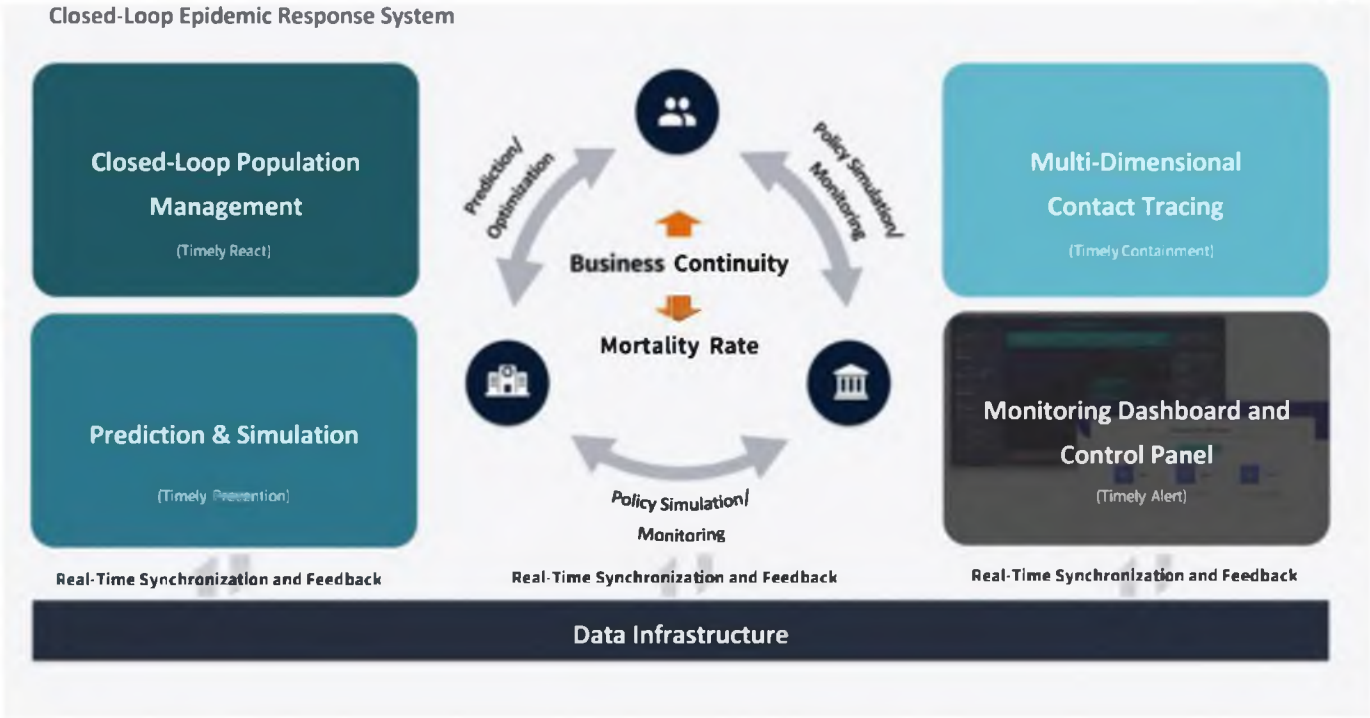 Closed-Loop Epidemic Response System
Closed-Loop Population
Management
(Timely React)
Prediction & Simulation
(Timely Prevention)
Prediction/
Optimization
Policy Simulation/
Monitoring
Business Continuity
Mortality Rate
Policy Simulation/
Monitoring
Multi-Dimensional
Contact Tracing
(Timely Containment)
Monitoring Dashboard and
Control Panel
(Timely Alert)
Real-Time Synchronization and Feedback
Real-Time Synchronization and Feedback
Real-Time Synchronization and Feedback
Data Infrastructure